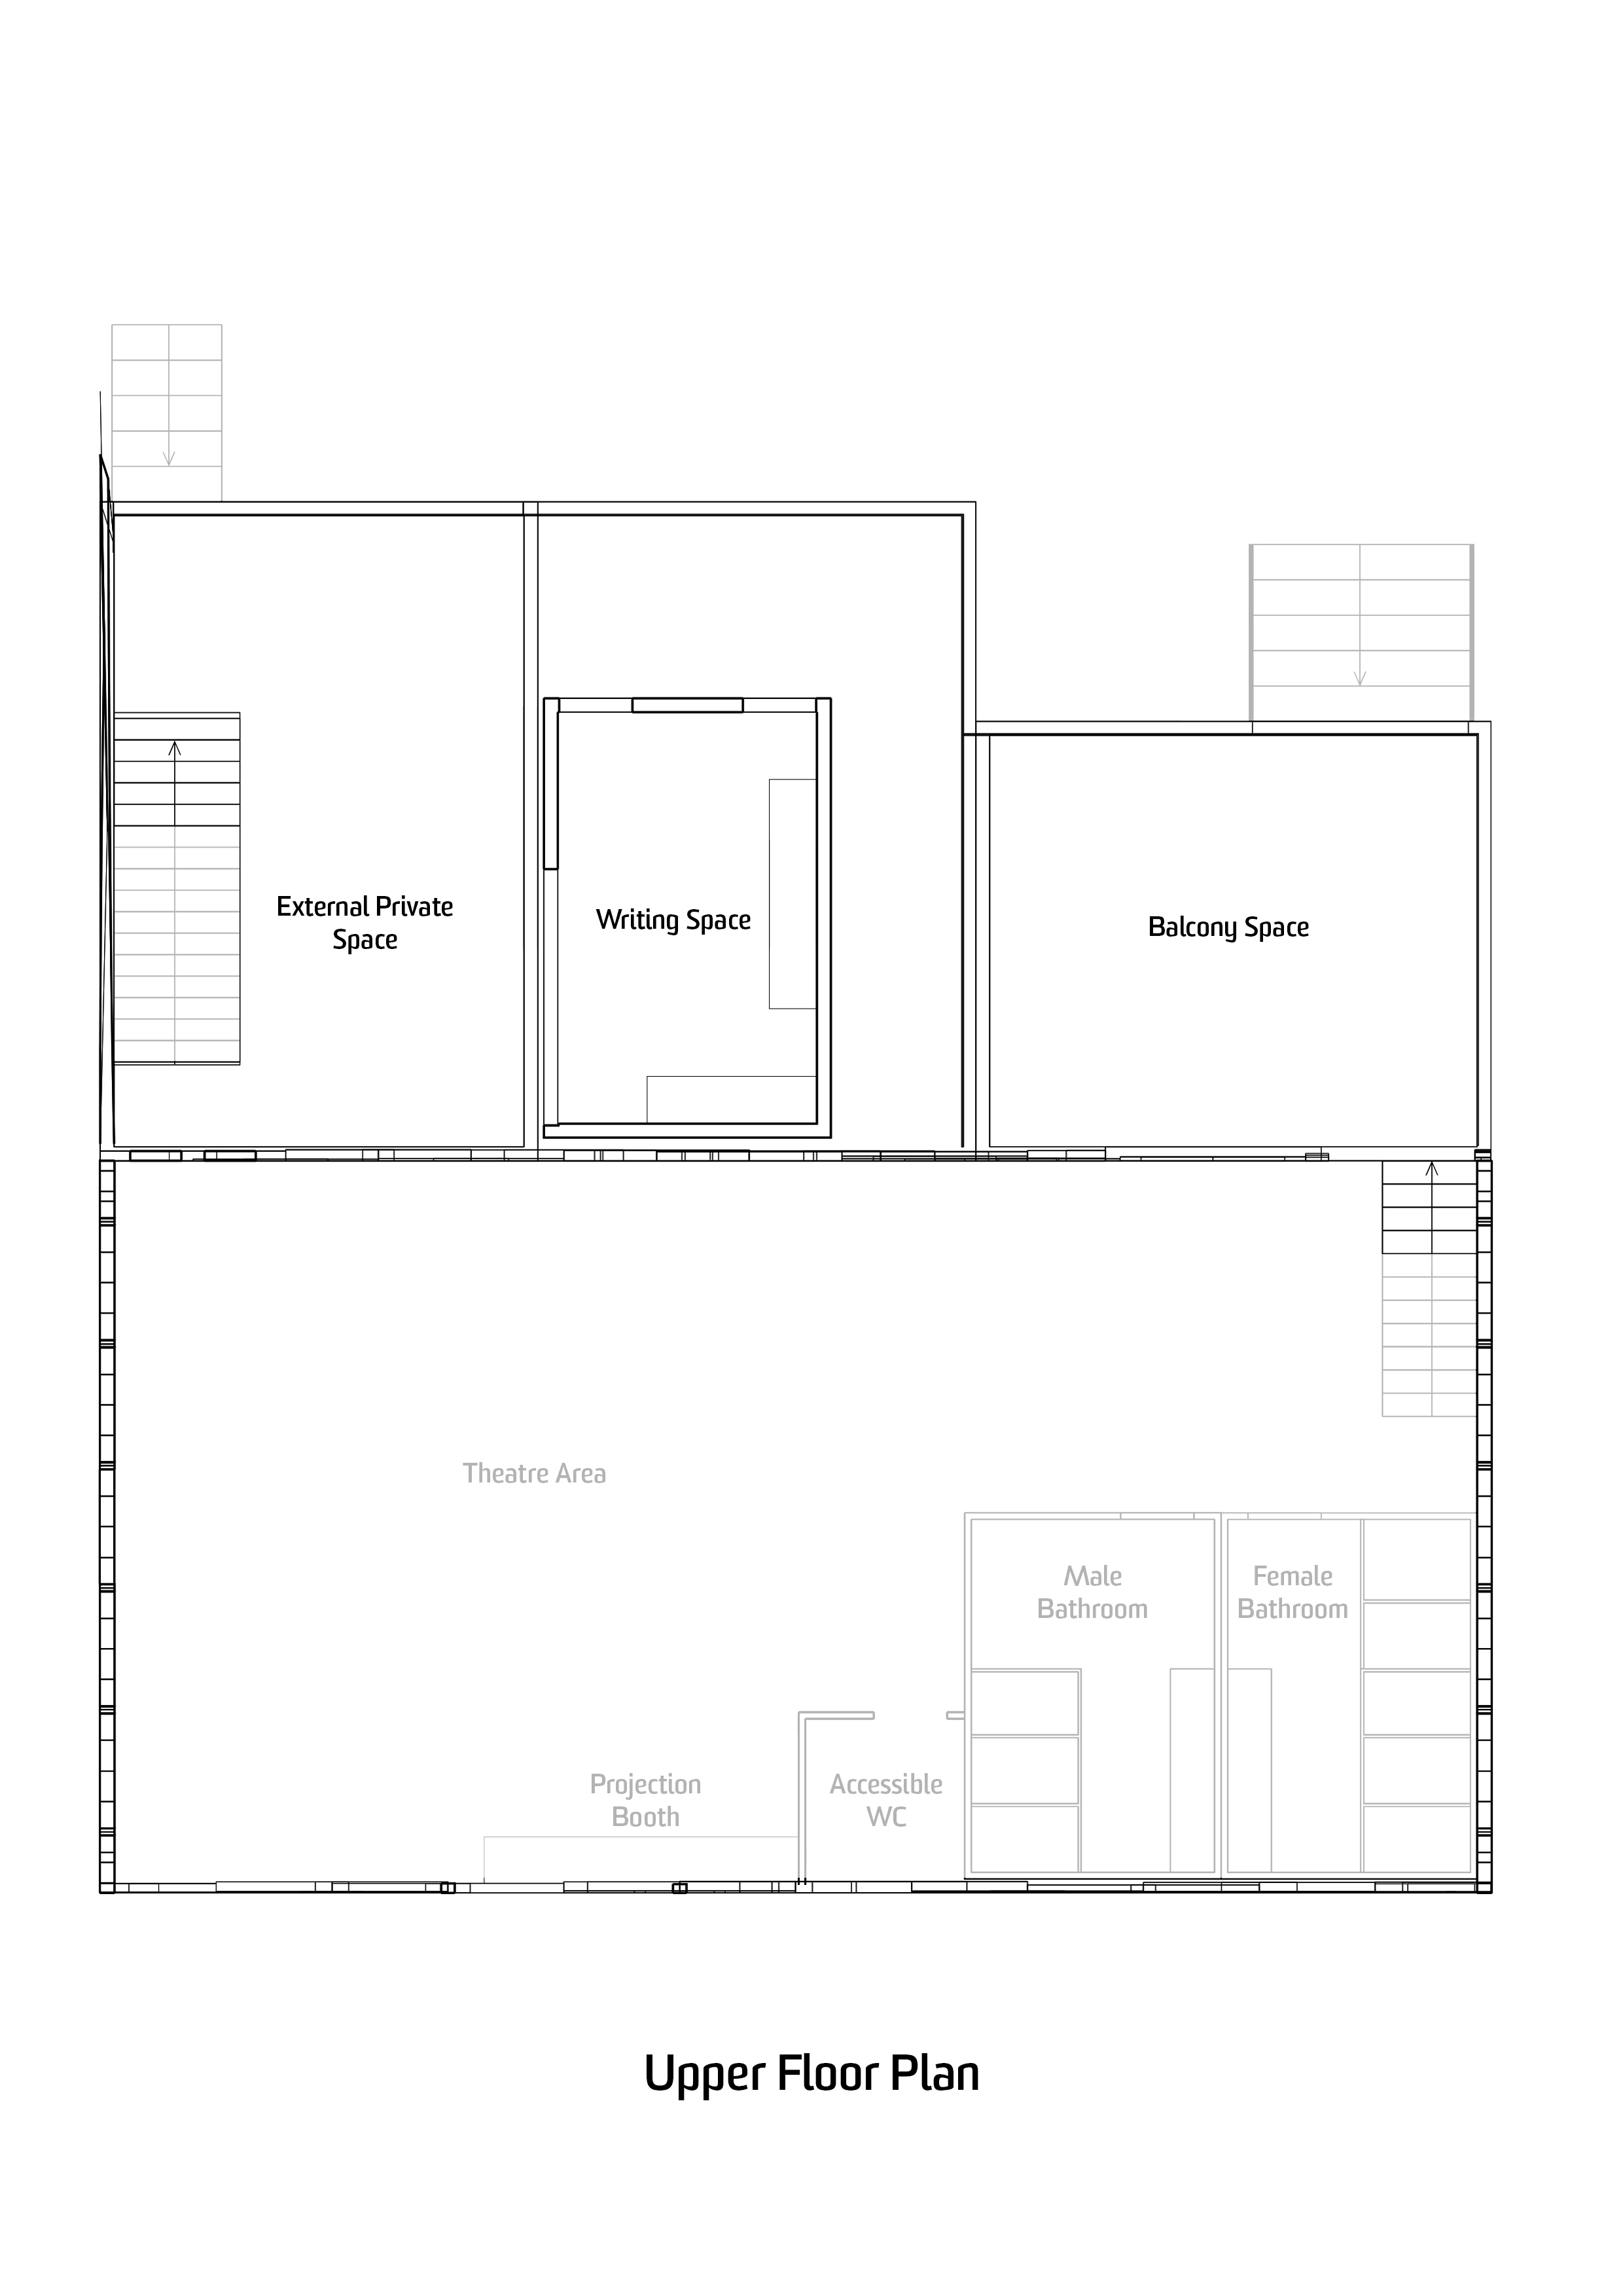 External Private
Space
Writing Space
Balcony Space
Theatre Area
Male
Bathroom
Female
Bathroom
Projection
Booth
Accessible
WC
Upper Floor Plan